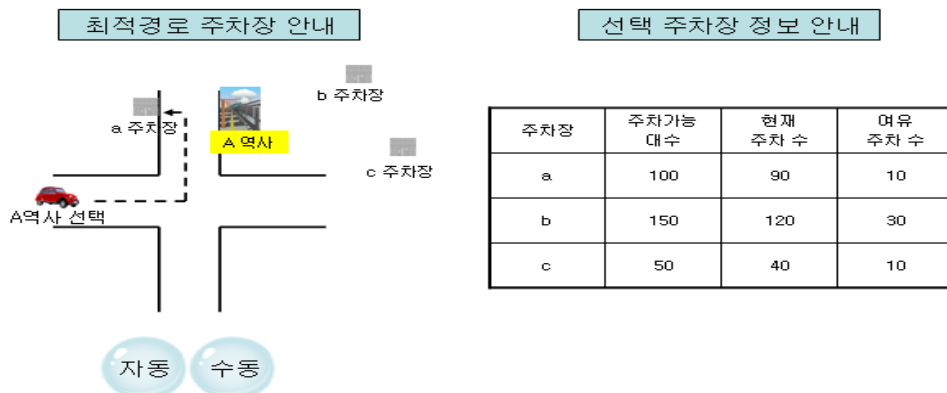 최적경로 주차장 안내
선택 주차장 정보 안내
b 주차장
a 주차장
A 역사
c 주차장
A역사 선택
자동
수동
주차장 주차가능 대수 현재 주차 수 여유 주차 수
a 100 90 10
b 150 120 30
c 50 40 10